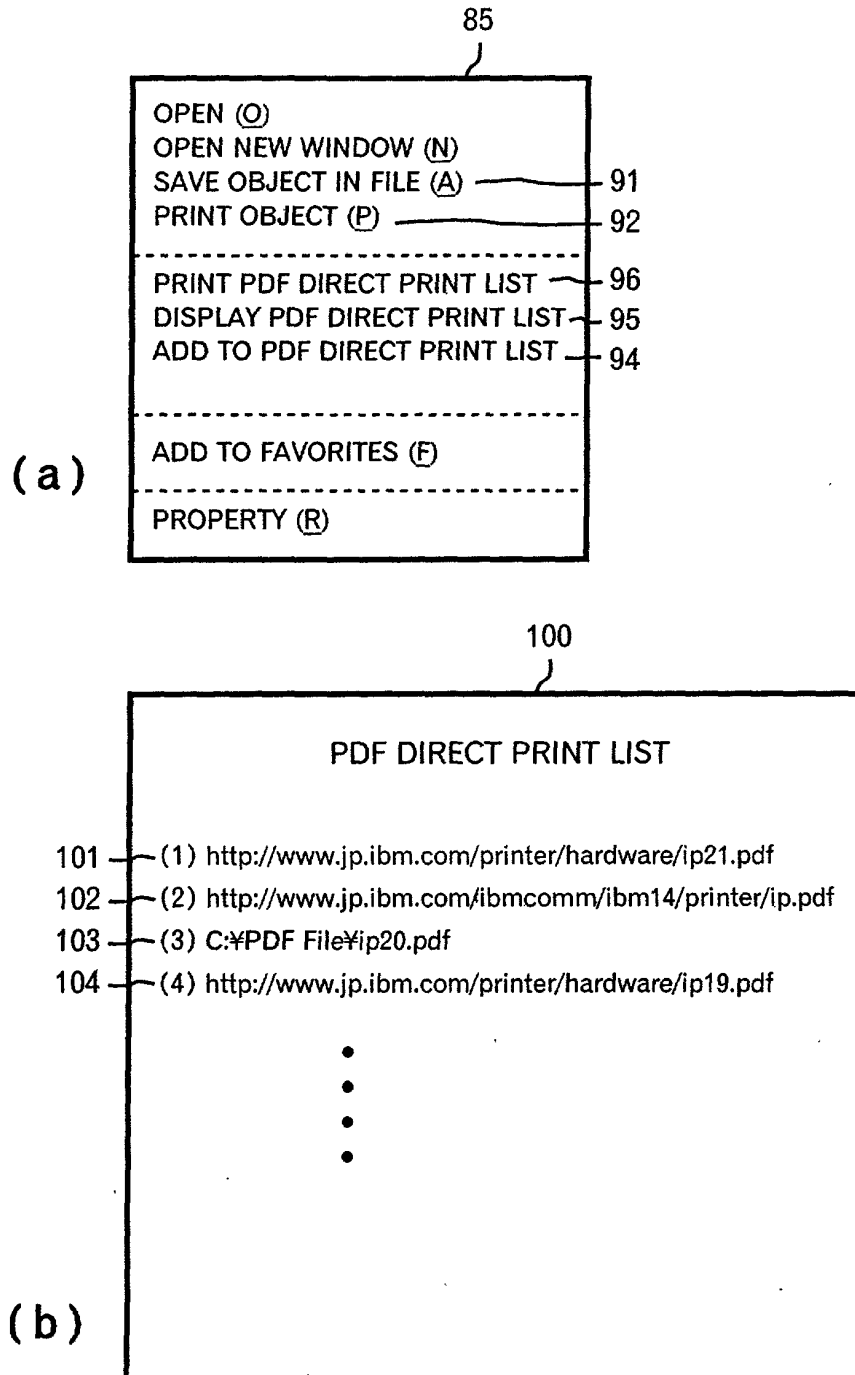 85
OPEN (O)
OPEN NEW WINDOW (N)
SAVE OBJECT IN FILE (A) 91
PRINT OBJECT (P) 92
PRINT PDF DIRECT PRINT LIST 96
DISPLAY PDF DIRECT PRINT LIST 95
ADD TO PDF DIRECT PRINT LIST 94
ADD TO FAVORITES (F)
(a)
PROPERTY (R)
100
PDF DIRECT PRINT LIST
101 (1) http://www.jp.ibm.com/printer/hardware/ip21.pdf
102 (2) http://www.jp.ibm.com/ibmcomm/ibm14/printer/ip.pdf
103 (3) C:¥PDF File¥ip20.pdf
104 (4) http://www.jp.ibm.com/printer/hardware/ip19.pdf
(b)